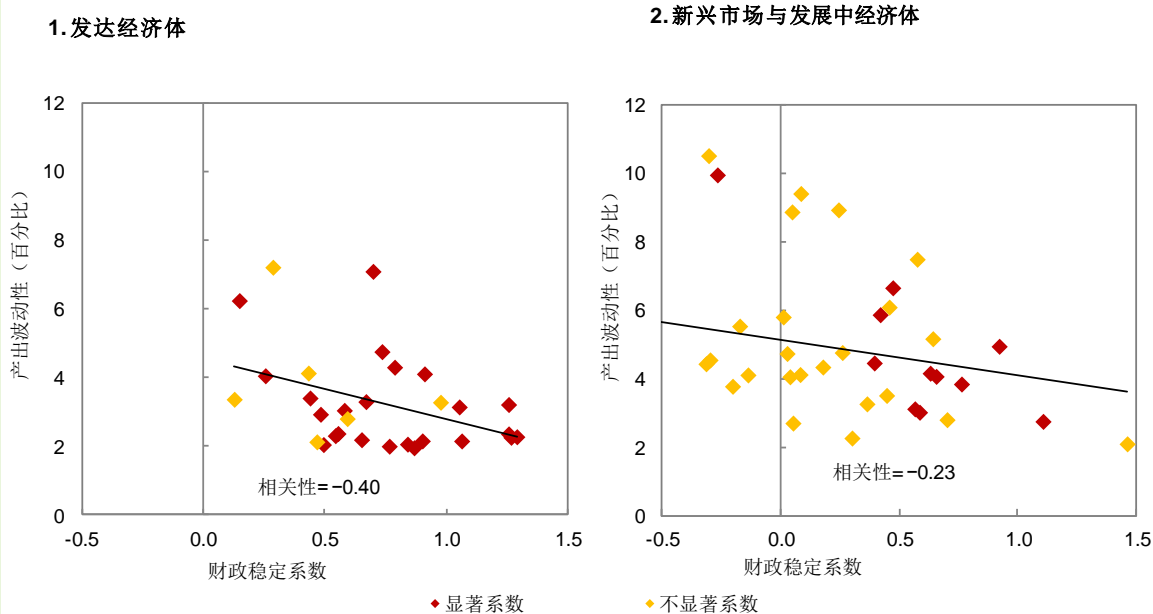 1.发达经济体
2.新兴市场与发展中经济体
产出波动性（百分比）
12
10
8
6
4
2
0
-0.5
0.0
0.5
1.0
1.5
相关性=−0.40
财政稳定系数
产出波动性（百分比）
12
10
8
6
4
2
0
-0.5
0.0
0.5
1.0
1.5
相关性=−0.23
财政稳定系数
显著系数
不显著系数